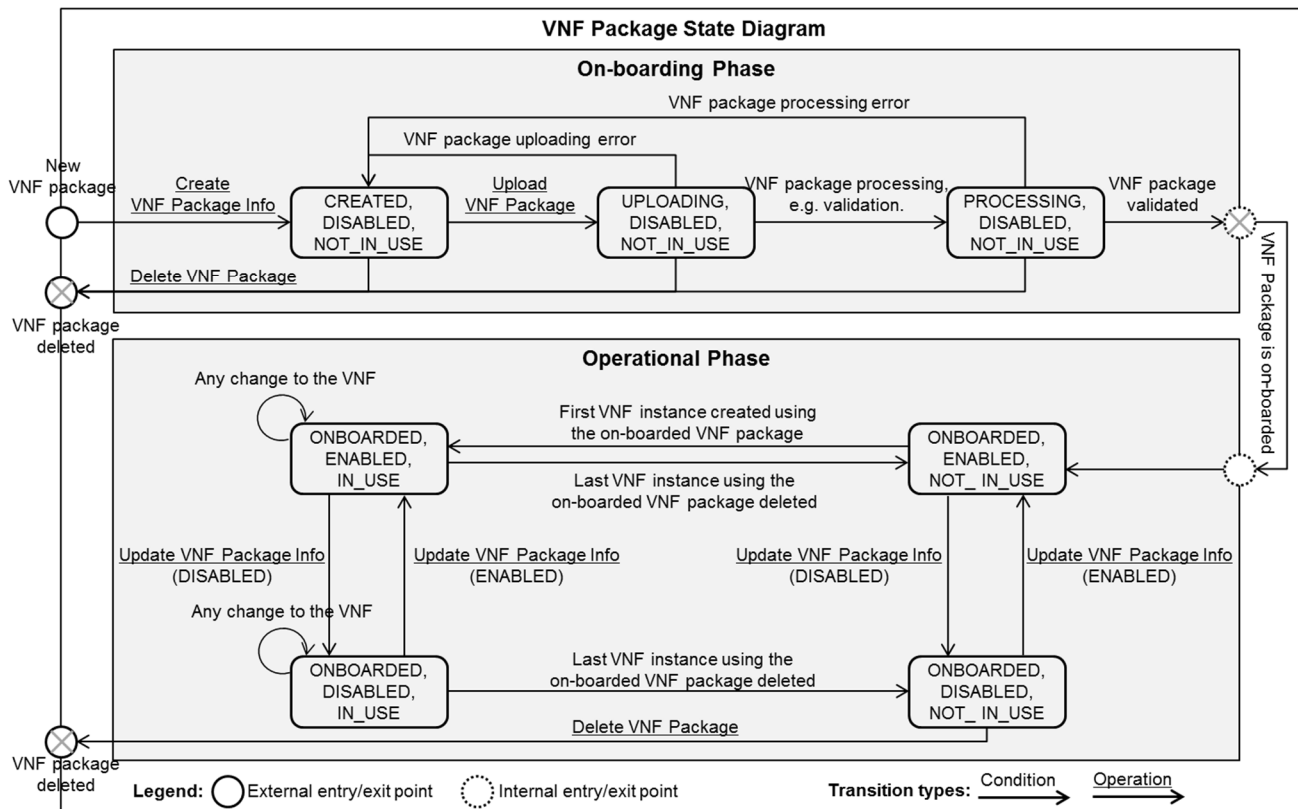 VNF Package State Diagram
On-boarding Phase
VNF package processing error
VNF package uploading error
New
VNF package
Create
VNF Package Info
CREATED,
DISABLED,
NOT_IN_USE
Upload
VNF Package
UPLOADING,
DISABLED,
NOT_IN_USE
VNF package processing,
e.g. validation.
PROCESSING,
DISABLED,
NOT_IN_USE
VNF package
validated
Delete VNF Package
VNF package
deleted
VNF Package is on-boarded
Operational Phase
Any change to the VNF
ONBOARDED,
ENABLED,
IN_USE
First VNF instance created using
the on-boarded VNF package
Last VNF instance using the
on-boarded VNF package deleted
ONBOARDED,
ENABLED,
NOT_ IN_USE
Update VNF Package Info
(DISABLED)
Update VNF Package Info
(ENABLED)
Update VNF Package Info
(DISABLED)
Update VNF Package Info
(ENABLED)
Any change to the VNF
ONBOARDED,
DISABLED,
IN_USE
Last VNF instance using the
on-boarded VNF package deleted
ONBOARDED,
DISABLED,
NOT_ IN_USE
Delete VNF Package
VNF package
deleted
Legend: External entry/exit point Internal entry/exit point Transition types: Condition Operation